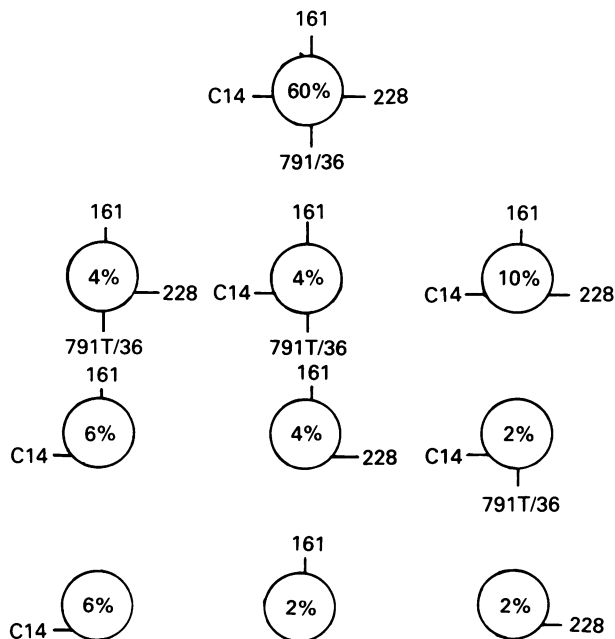 161
C14 60% 228
791/36
161 161 161
4% 228 C14 4% C14 10% 228
791T/36 791T/36
161 161
C14 6% 4% 228 C14 2%
791T/36
161
C14 6% 2% 2% 228